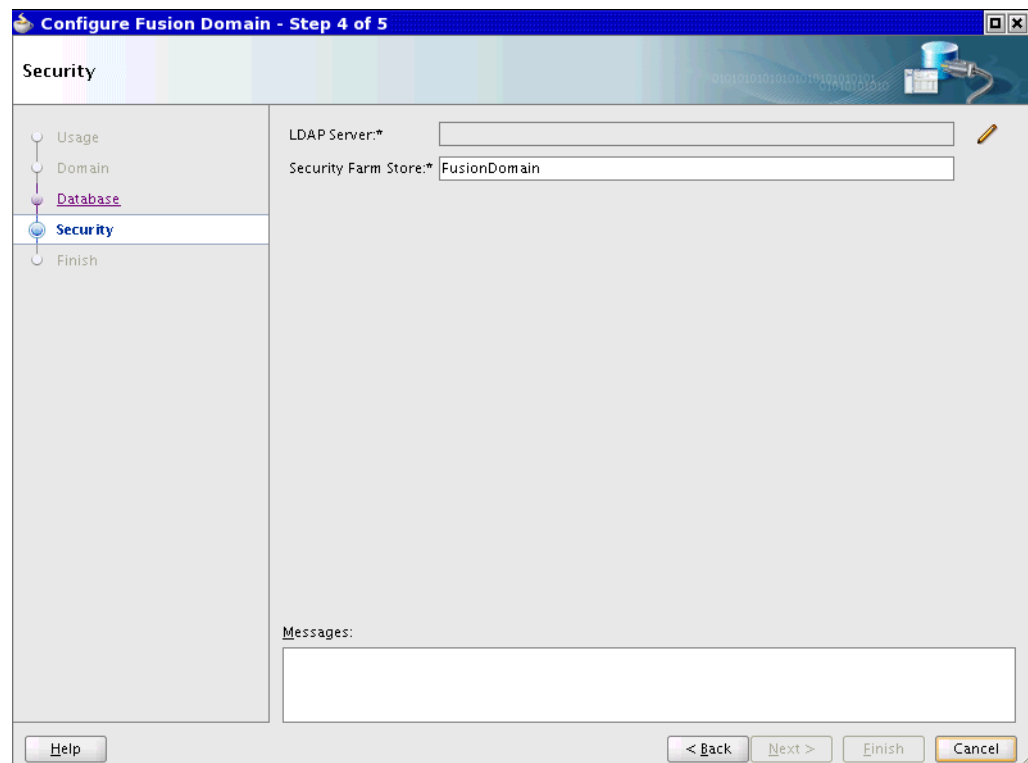 Configure Fusion Domain - Step 4 of 5
Security
Usage
Domain
Database
Security
Finish
LDAP Server:*
Security Farm Store:* FusionDomain
Messages:
Help
< Back Next > Finish Cancel